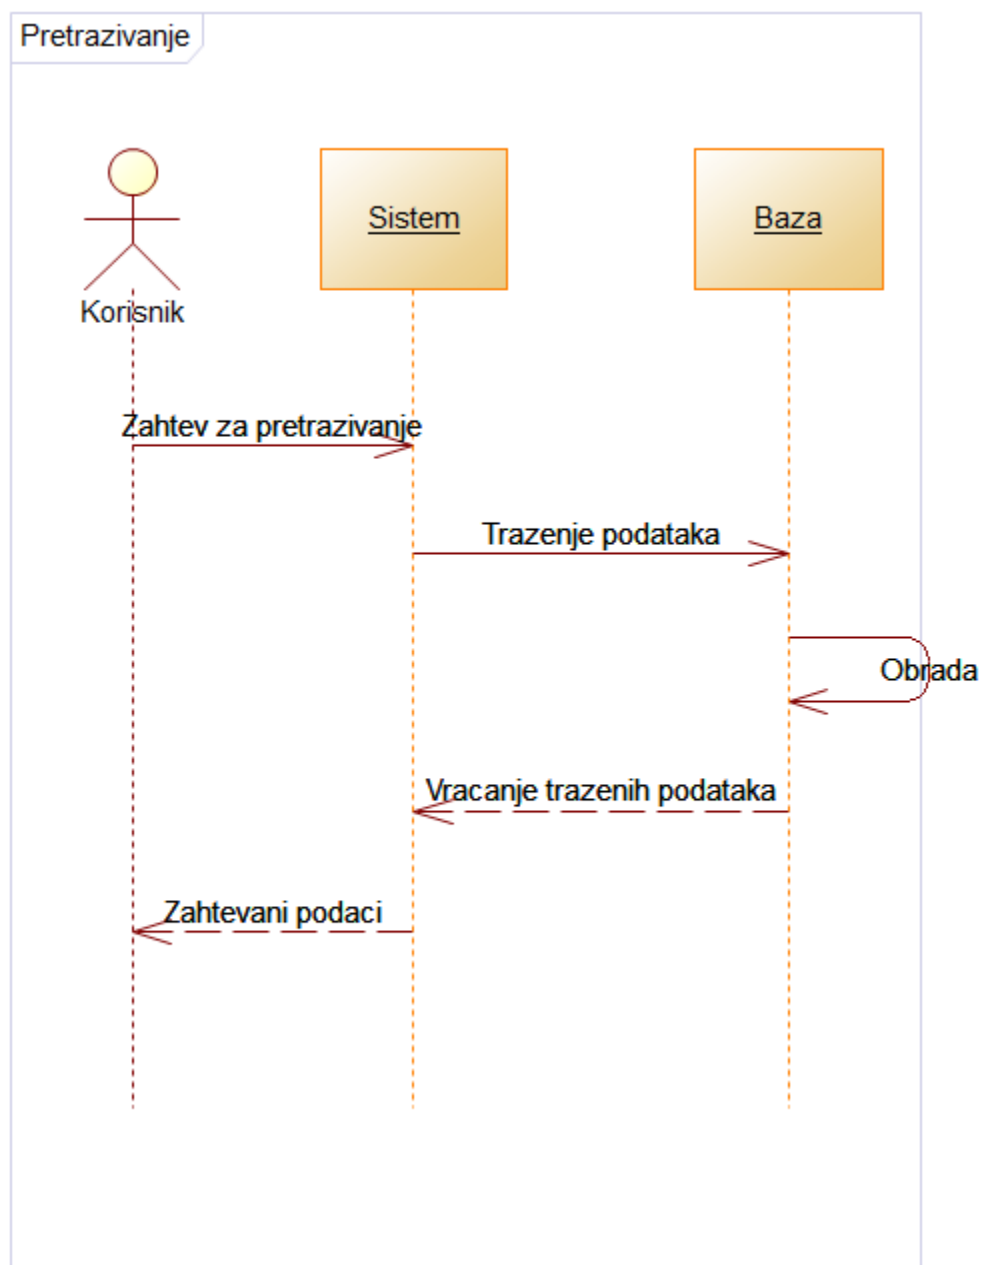 Pretrazivanje
Sistem
Baza
Korisnik
Zahtev za pretrazivanje
Trazenje podataka
Obrada
Vracanje trazenih podataka
Zahtevani podaci